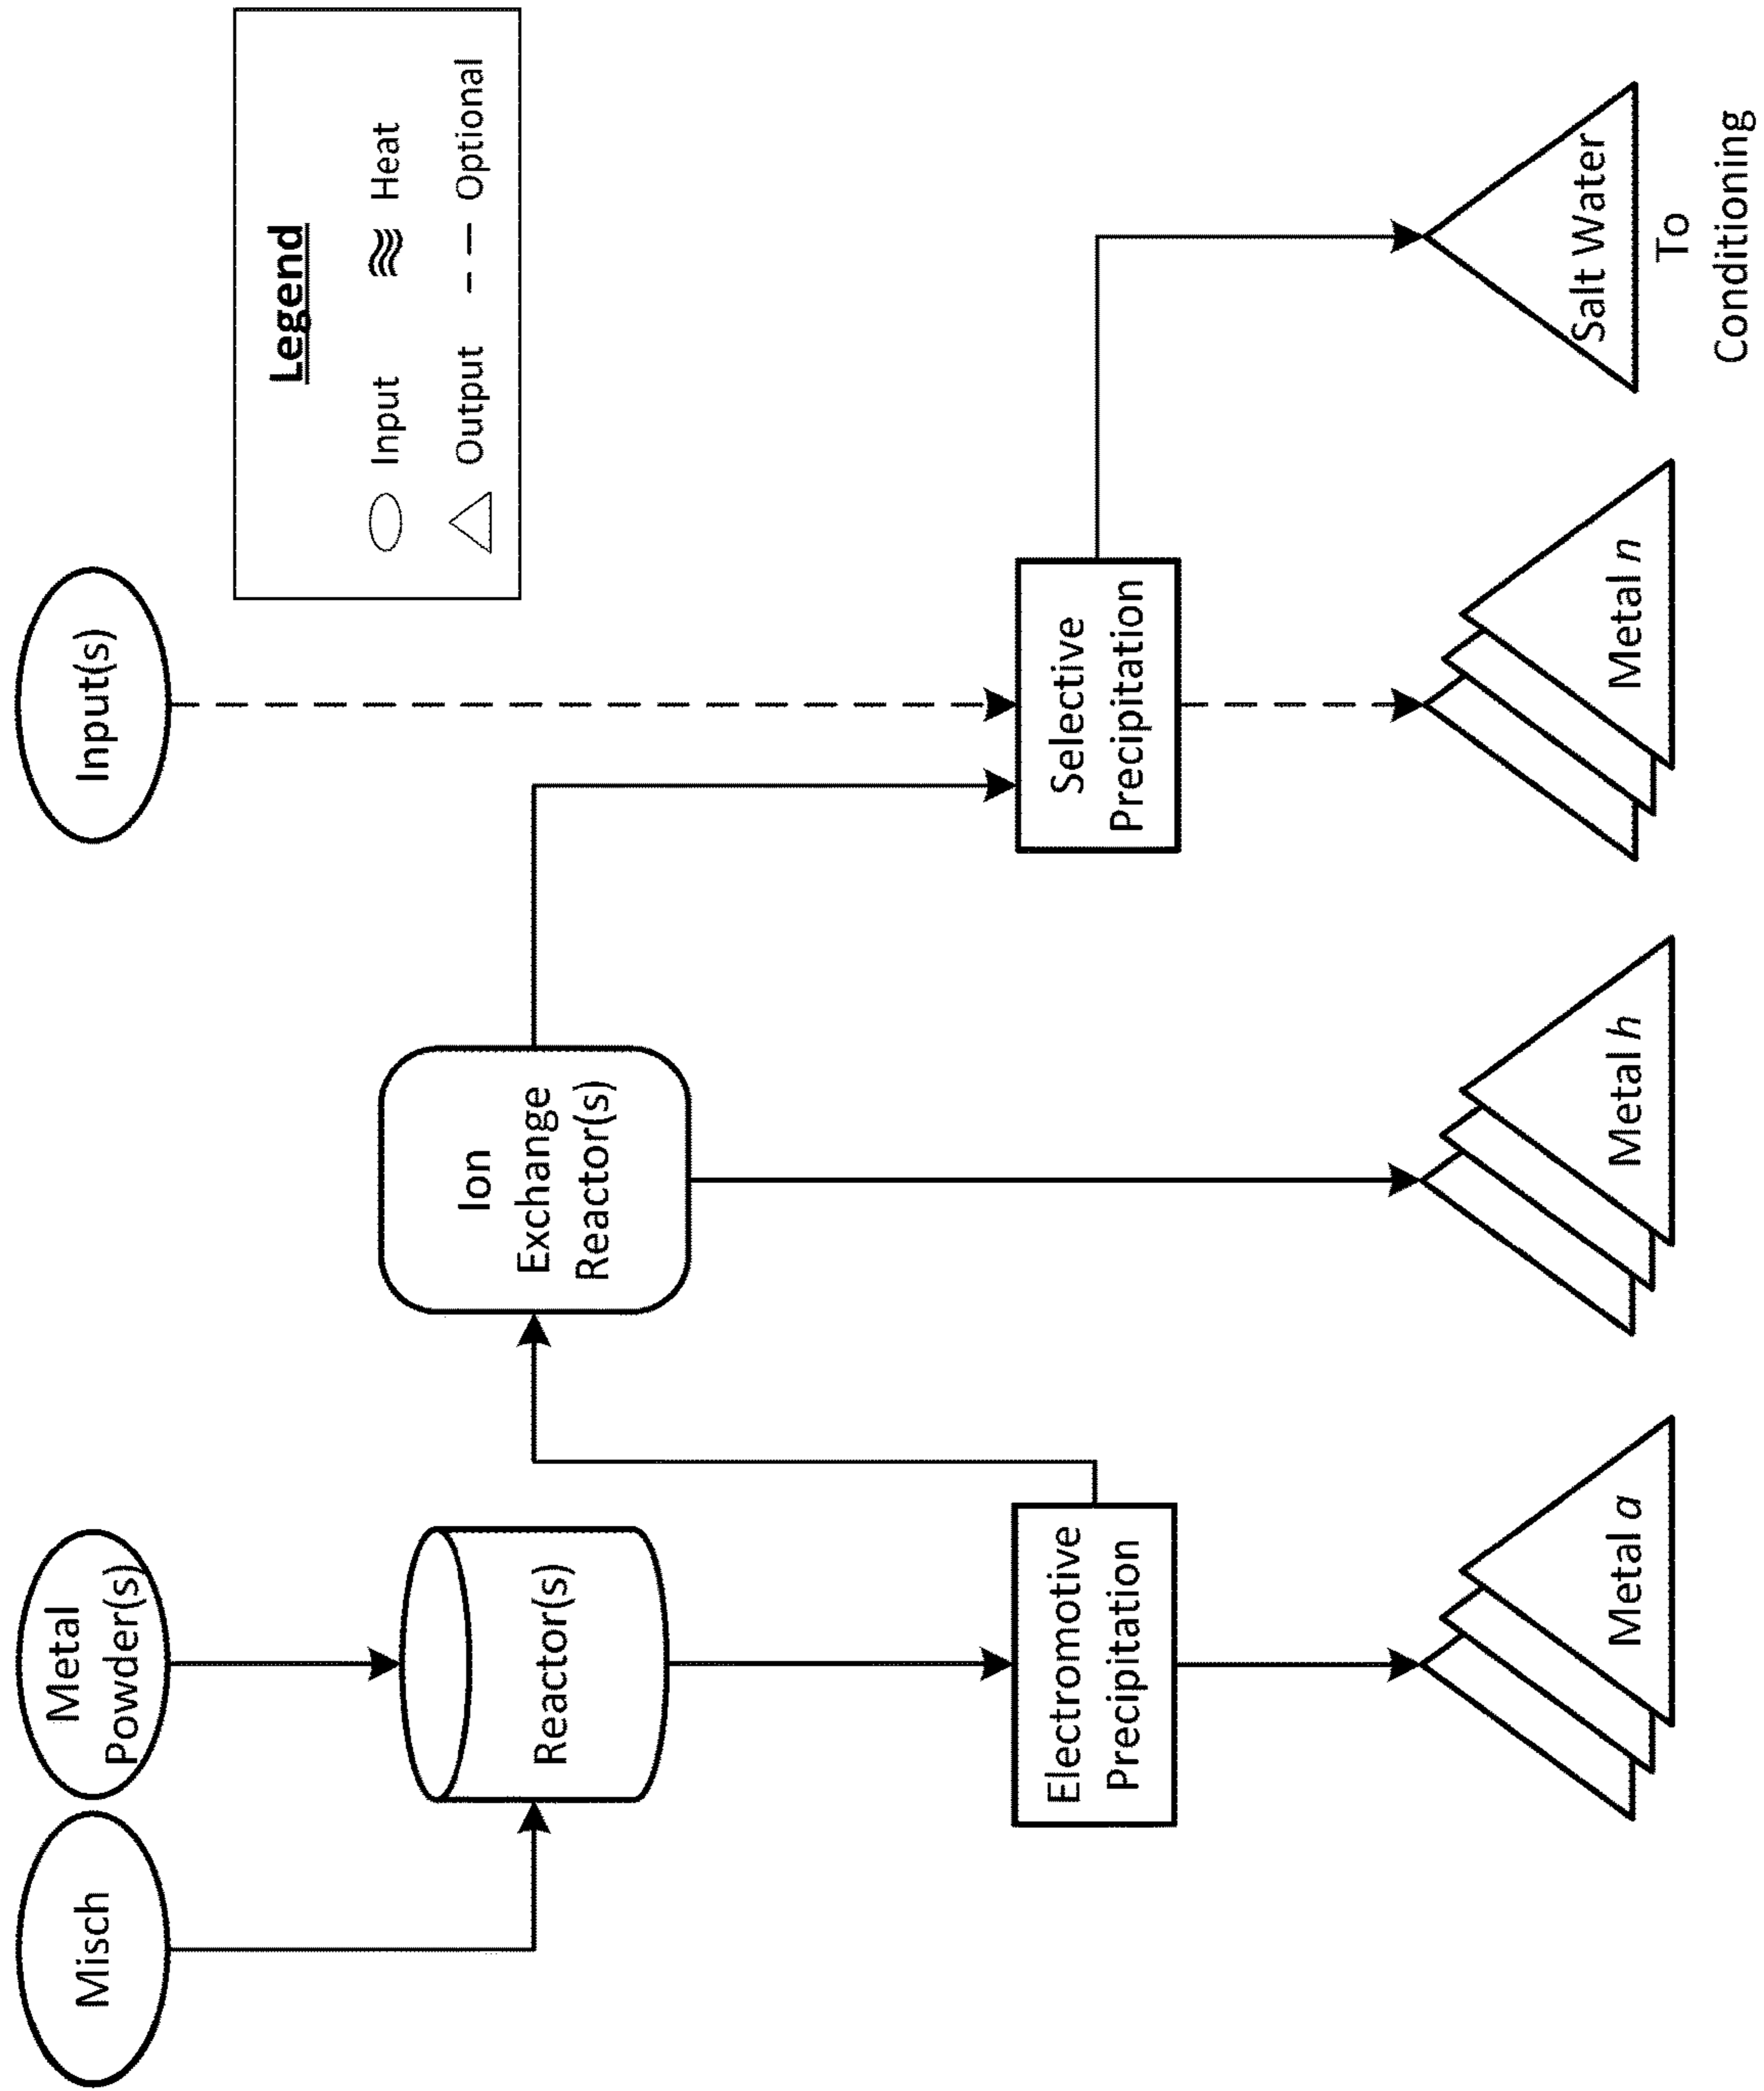 Misch
Metal
Powder(s)
Input(s)
Legend
Input
Heat
Output
Optional
Reactor(s)
Ion
Exchange
Reactor(s)
Electromotive
Precipitation
Selective
Precipitation
Metal a
Metal h
Metal n
Salt Water
To
Conditioning